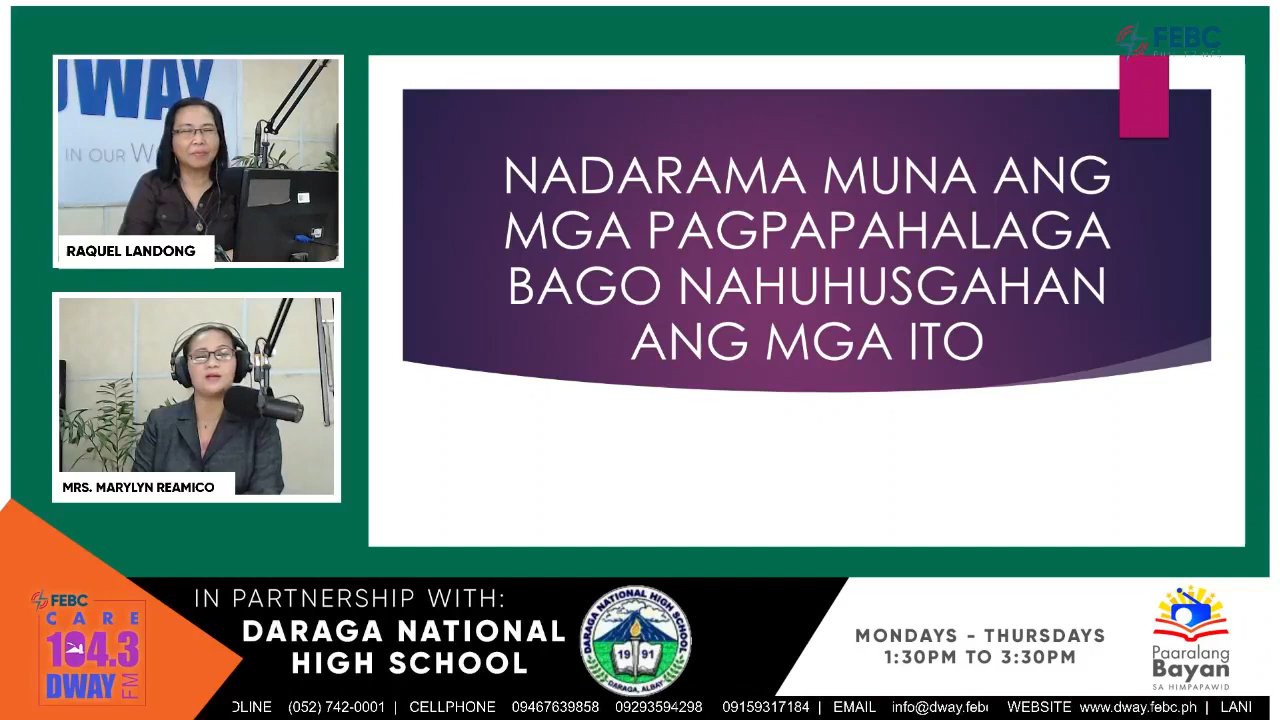 FEBC
DWAY
IN OUR W
RAQUEL LANDONG
NADARAMA MUNA ANG
MGA PAGPAPAHALAGA
BAGO NAHUHUSGAHAN
ANG MGA ITO
MRS. MARYLYN REAMICO
FEBC
CARE
104.3
DWAY
FM
IN PARTNERSHIP WITH:
DARAGA NATIONAL
HIGH SCHOOL
DARAGA NATIONAL HIGH SCHOOL
1991
DARAGA, ALBAY
MONDAYS - THURSDAYS
1:30PM TO 3:30PM
Paaralang
Bayan
SA HIMPAPAWID
DLINE (052) 742-0001 | CELLPHONE 09467639858 09293594298 09159317184 | EMAIL info@dway.febc WEBSITE www.dway.febc.ph | LANI